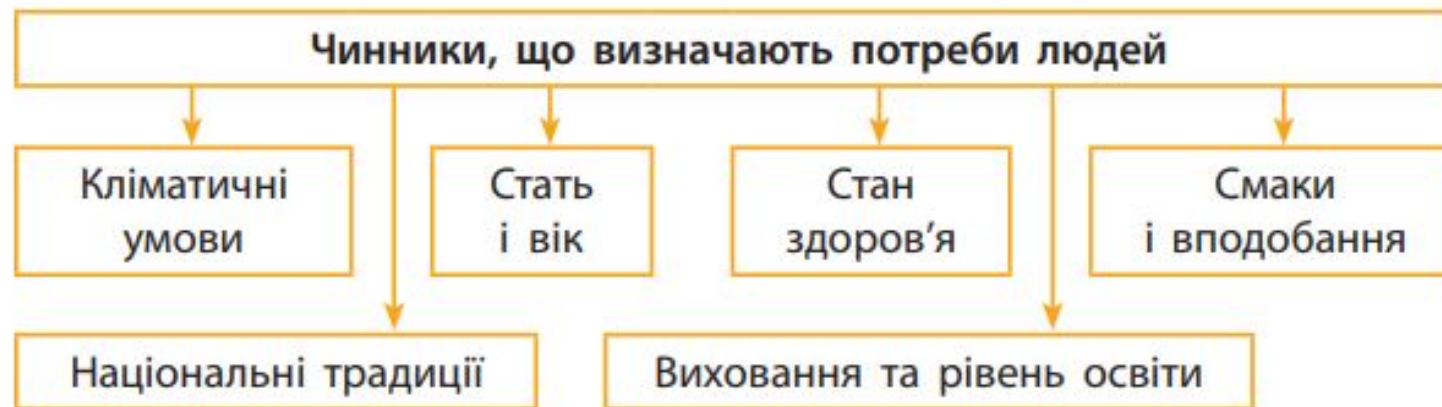 Чинники, що визначають потреби людей
Кліматичні
умови
Стать
і вік
Стан
здоров’я
Смаки
і вподобання
Національні традиції
Виховання та рівень освіти